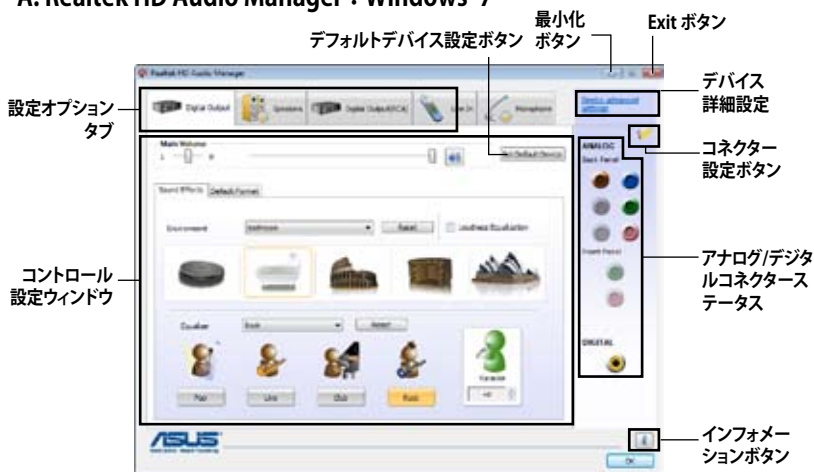 A. Realtek HD Audio Manager : Windows 7
デフォルトデバイス設定ボタン
最小化
ボタン
Exit ボタン
設定オプション
タブ
デバイス
詳細設定
コネクター
設定ボタン
アナログ/デジタ
ルコネクタース
テータス
コントロール
設定ウィンドウ
インフォメー
ションボタン
Realtek HD Audio Manager
Digital Output
Speakers
Digital Output(RCA)
Line In
Microphone
Device advanced
settings
Main Volume
L
R
Set Default Device
Sound Effects
Default Format
Environment
Bathroom
Reset
Loudness Equalization
Equalizer
Rock
Reset
Pop
Live
Club
Rock
Karaoke
+0
ANALOG
Back Panel
Front Panel
DIGITAL
ASUS
OK